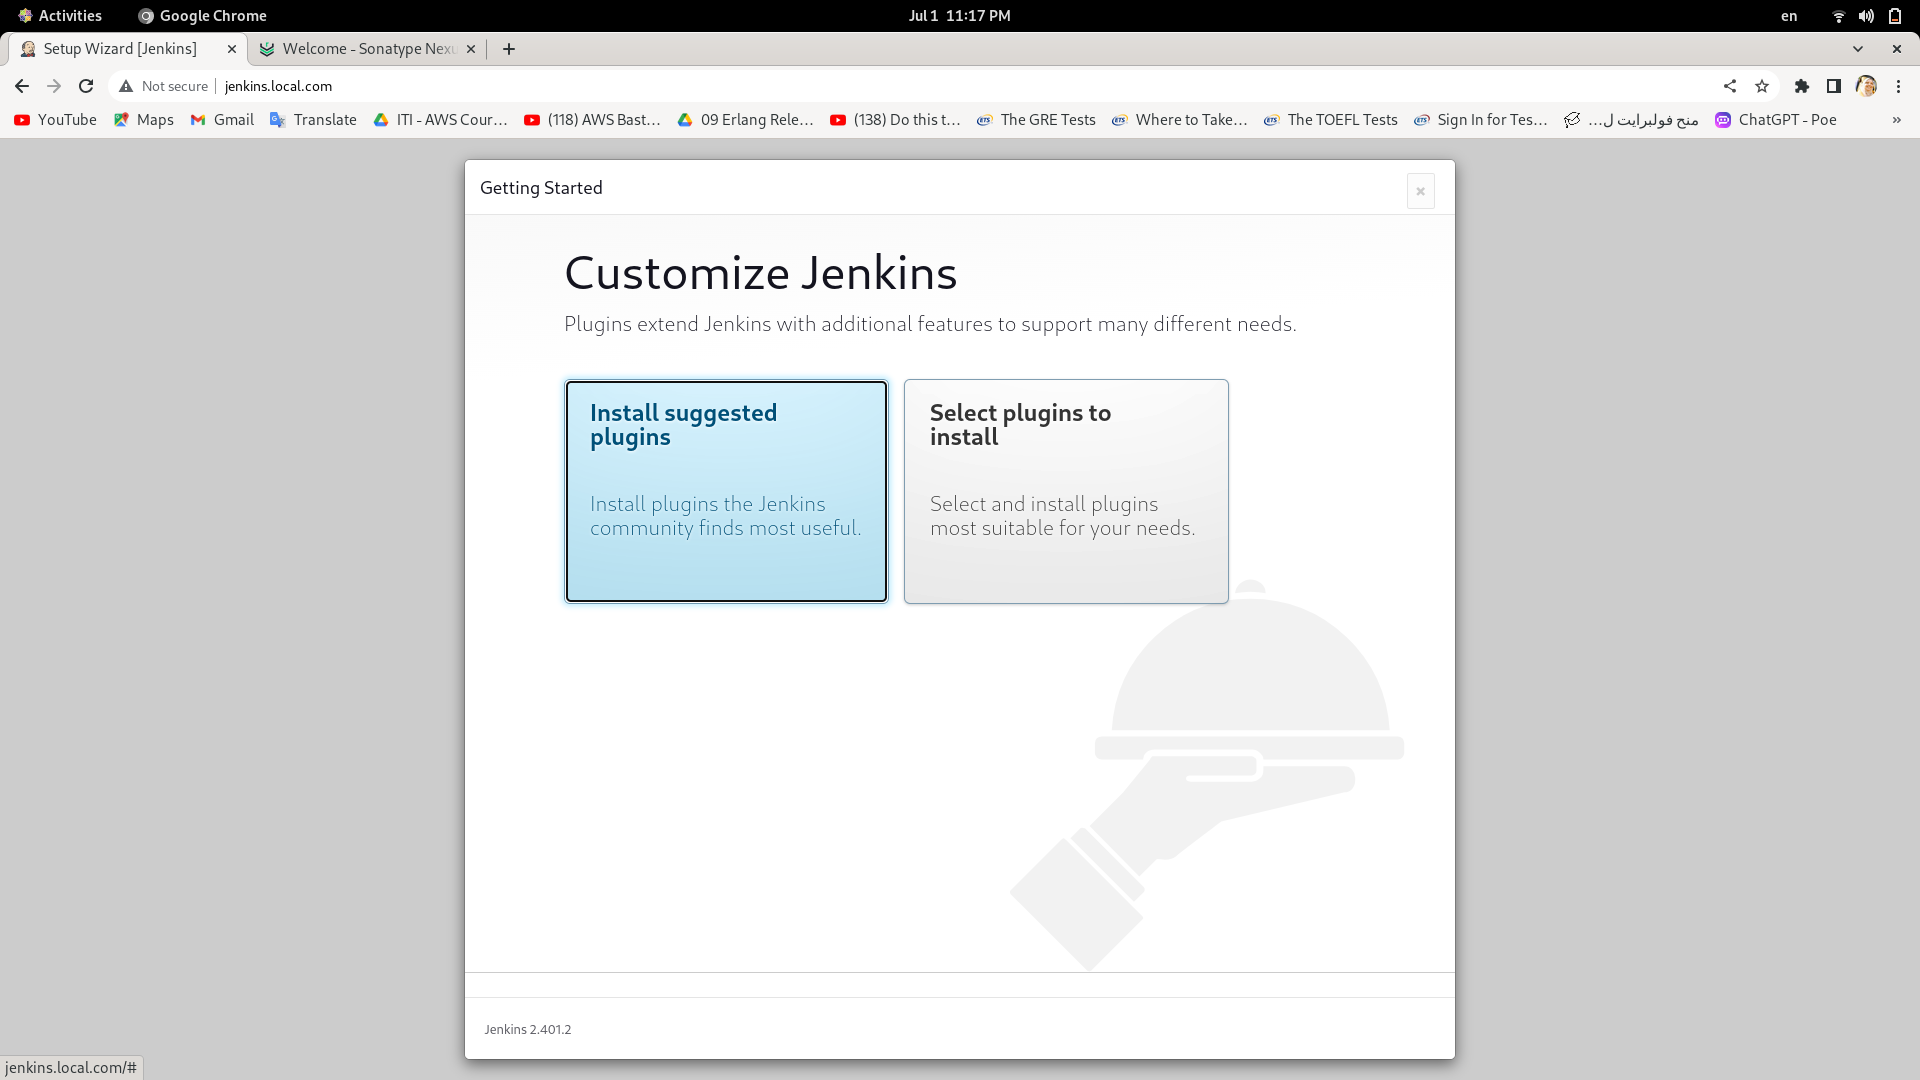 Activities
Google Chrome
Jul 1 11:17 PM
en
Setup Wizard [Jenkins]
Welcome - Sonatype Nexu
Not secure
jenkins.local.com
YouTube
Maps
Gmail
Translate
ITI - AWS Cour...
(118) AWS Bast...
09 Erlang Rele...
(138) Do this t...
The GRE Tests
Where to Take...
The TOEFL Tests
Sign In for Tes...
منح فولبرايت ل...
ChatGPT - Poe
»
Getting Started
Customize Jenkins
Plugins extend Jenkins with additional features to support many different needs.
Install suggested
plugins
Install plugins the Jenkins
community finds most useful.
Select plugins to
install
Select and install plugins
most suitable for your needs.
Jenkins 2.401.2
jenkins.local.com/#